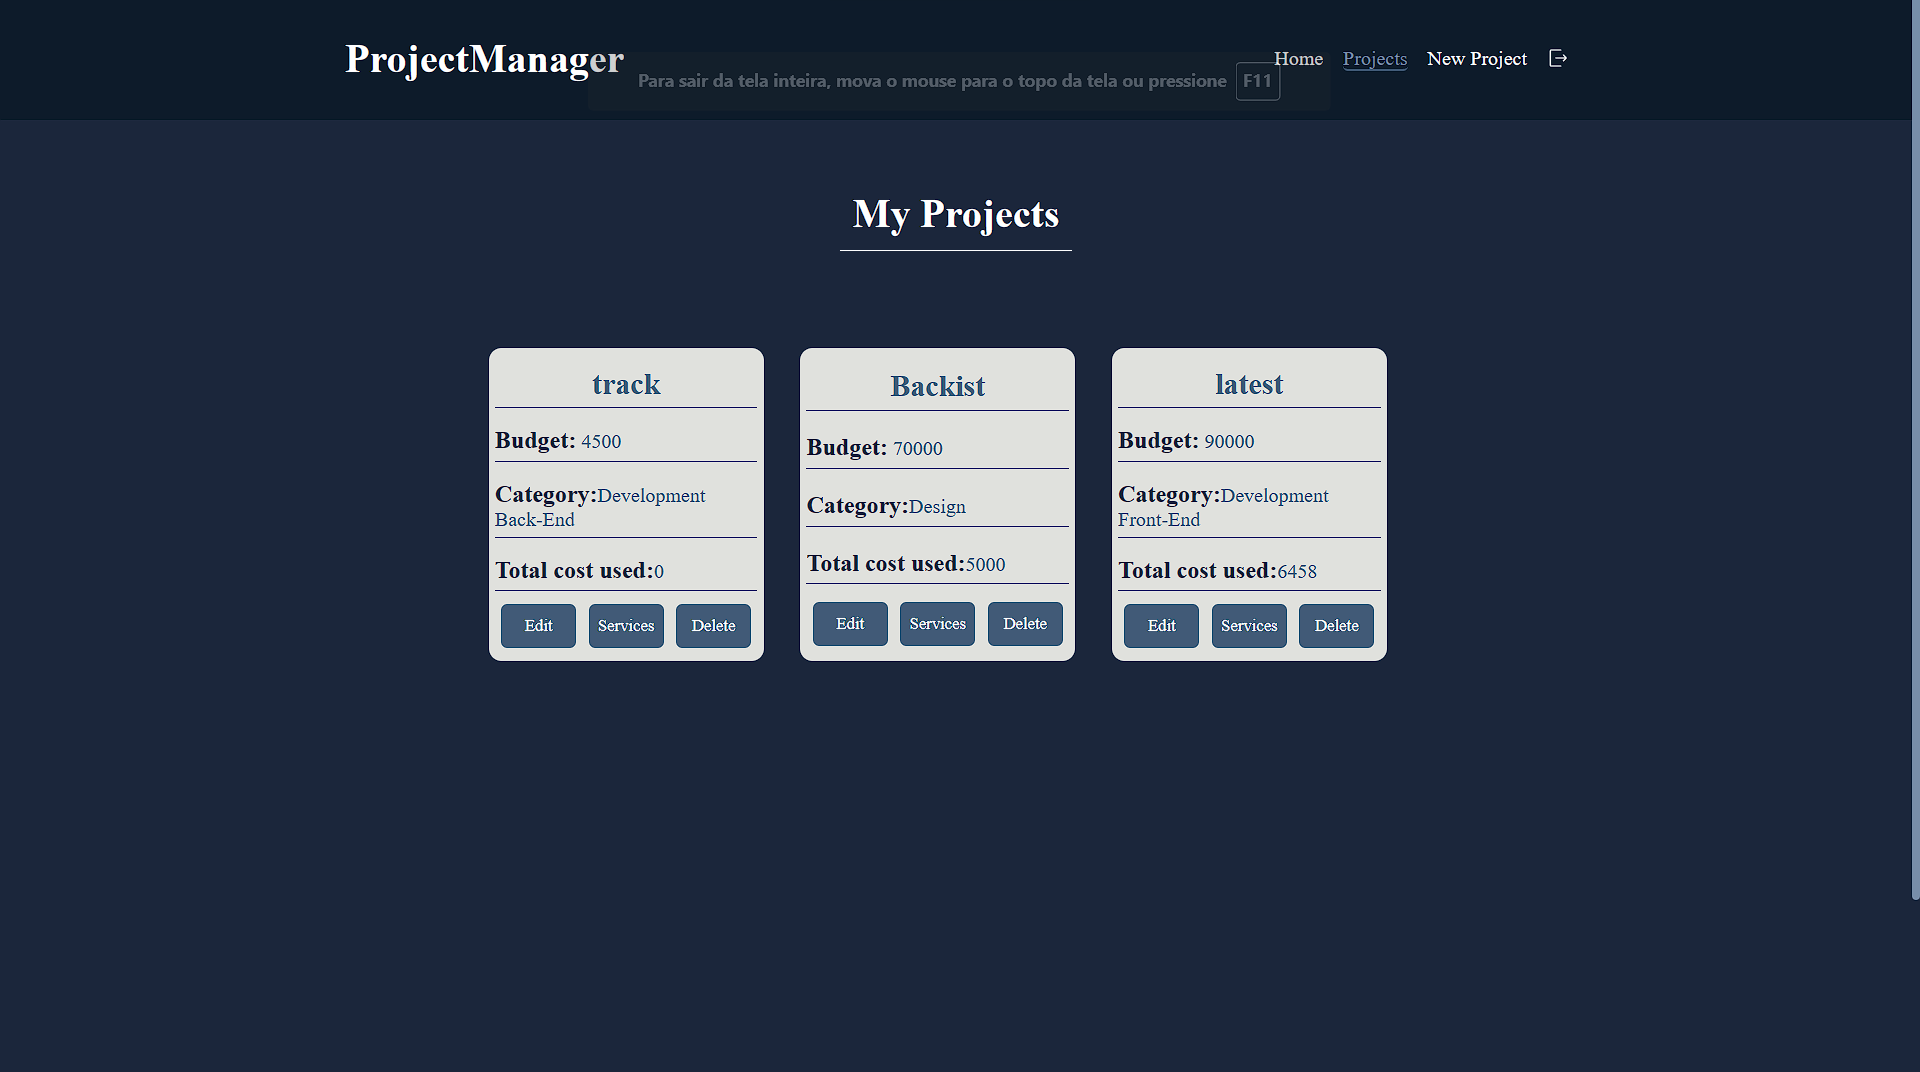 ProjectManager
Para sair da tela inteira, mova o mouse para o topo da tela ou pressione F11
Home Projects New Project
My Projects
track
Budget: 4500
Category:Development
Back-End
Total cost used:0
Edit Services Delete
Backist
Budget: 70000
Category:Design
Total cost used:5000
Edit Services Delete
latest
Budget: 90000
Category:Development
Front-End
Total cost used:6458
Edit Services Delete